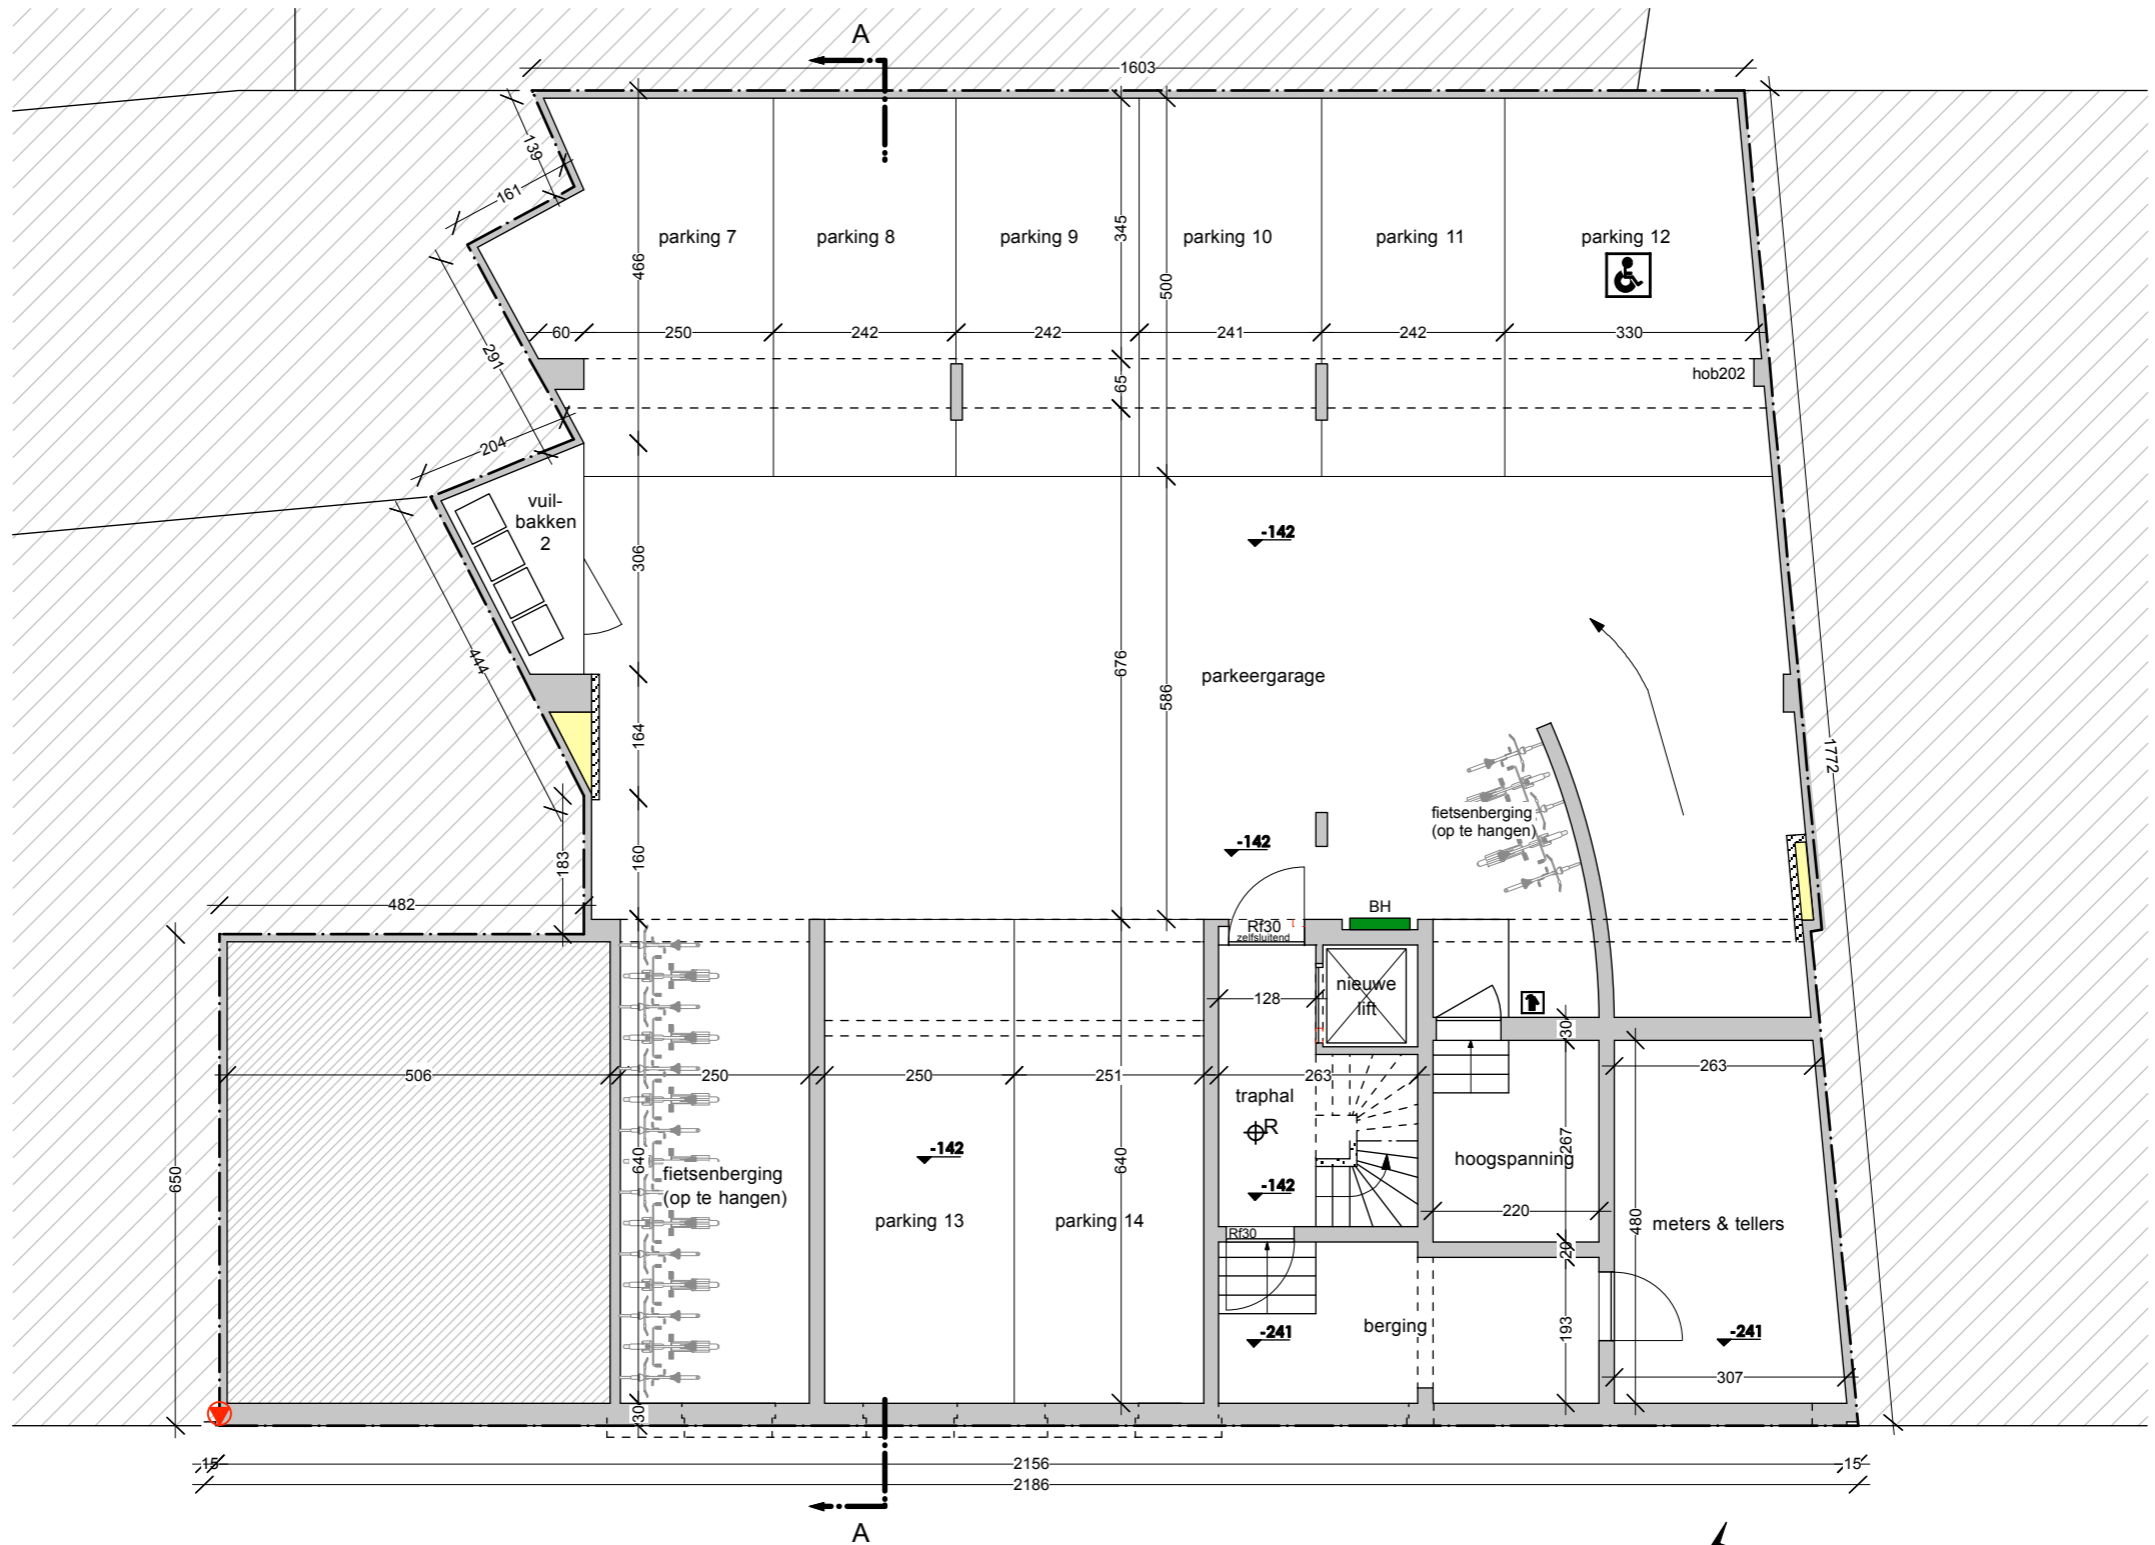 A
1603
139
161
parking 7
parking 8
parking 9
parking 10
parking 11
parking 12
345
466
500
60
250
242
242
241
242
330
291
65
hob202
204
vuil-
bakken
2
-142
306
444
676
586
parkeergarage
164
1772
fietsenberging
(op te hangen)
-142
183
160
482
BH
Rf30
zelfsluitend
nieuwe
lift
128
30
506
250
250
251
263
263
traphal
R
-142
640
640
267
hoogspanning
fietsenberging
(op te hangen)
650
-142
220
480
parking 13
parking 14
meters & tellers
Rf30
20
berging
193
-241
-241
307
30
15
2156
15
2186
A